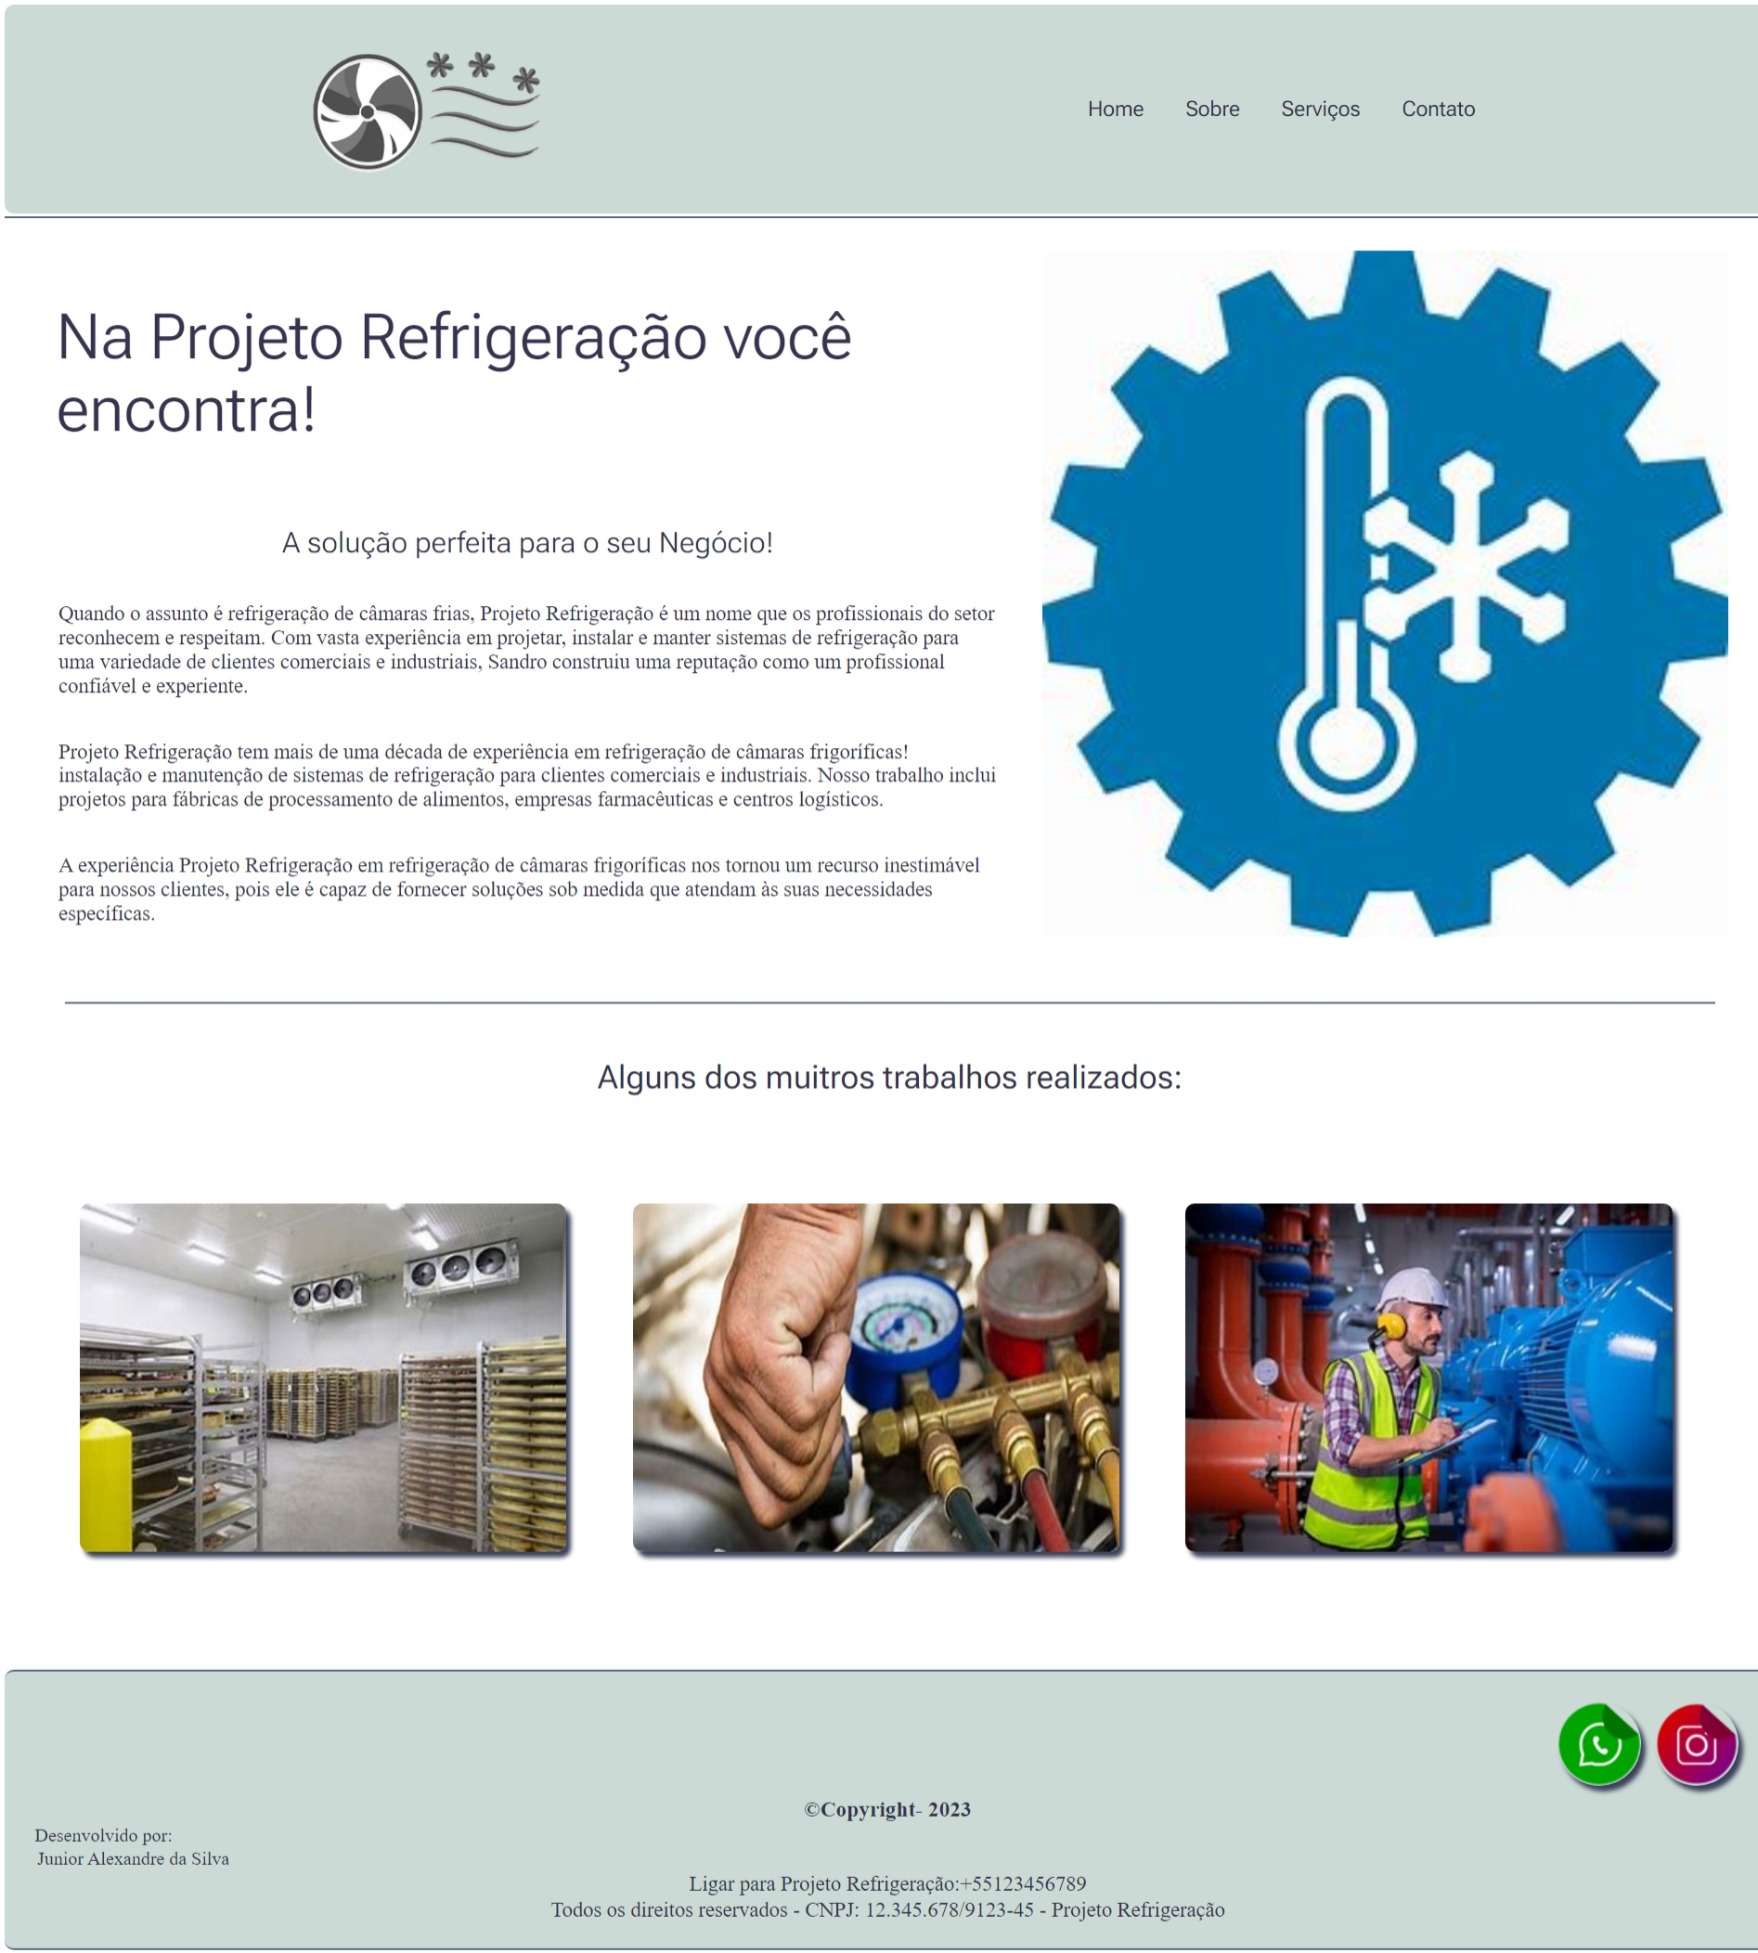 Home Sobre Serviços Contato
Na Projeto Refrigeração você
encontra!
A solução perfeita para o seu Negócio!
Quando o assunto é refrigeração de câmaras frias, Projeto Refrigeração é um nome que os profissionais do setor
reconhecem e respeitam. Com vasta experiência em projetar, instalar e manter sistemas de refrigeração para
uma variedade de clientes comerciais e industriais, Sandro construiu uma reputação como um profissional
confiável e experiente.
Projeto Refrigeração tem mais de uma década de experiência em refrigeração de câmaras frigoríficas!
instalação e manutenção de sistemas de refrigeração para clientes comerciais e industriais. Nosso trabalho inclui
projetos para fábricas de processamento de alimentos, empresas farmacêuticas e centros logísticos.
A experiência Projeto Refrigeração em refrigeração de câmaras frigoríficas nos tornou um recurso inestimável
para nossos clientes, pois ele é capaz de fornecer soluções sob medida que atendam às suas necessidades
específicas.
Alguns dos muitros trabalhos realizados:
©Copyright- 2023
Desenvolvido por:
Junior Alexandre da Silva
Ligar para Projeto Refrigeração:+55123456789
Todos os direitos reservados - CNPJ: 12.345.678/9123-45 - Projeto Refrigeração